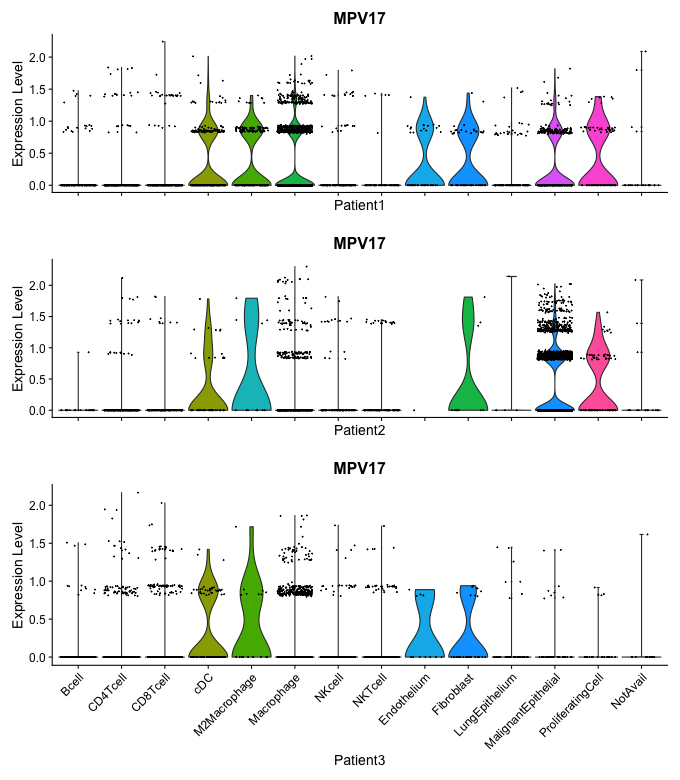 MPV17
Expression Level
2.0
1.5
1.0
0.5
0.0
Patient1
MPV17
Expression Level
2.0
1.5
1.0
0.5
0.0
Patient2
MPV17
Expression Level
2.0
1.5
1.0
0.5
0.0
Bcell
CD4Tcell
CD8Tcell
cDC
M2Macrophage
Macrophage
NKcell
NKTcell
Endothelium
Fibroblast
LungEpithelium
MalignantEpithelial
ProliferatingCell
NotAvail
Patient3